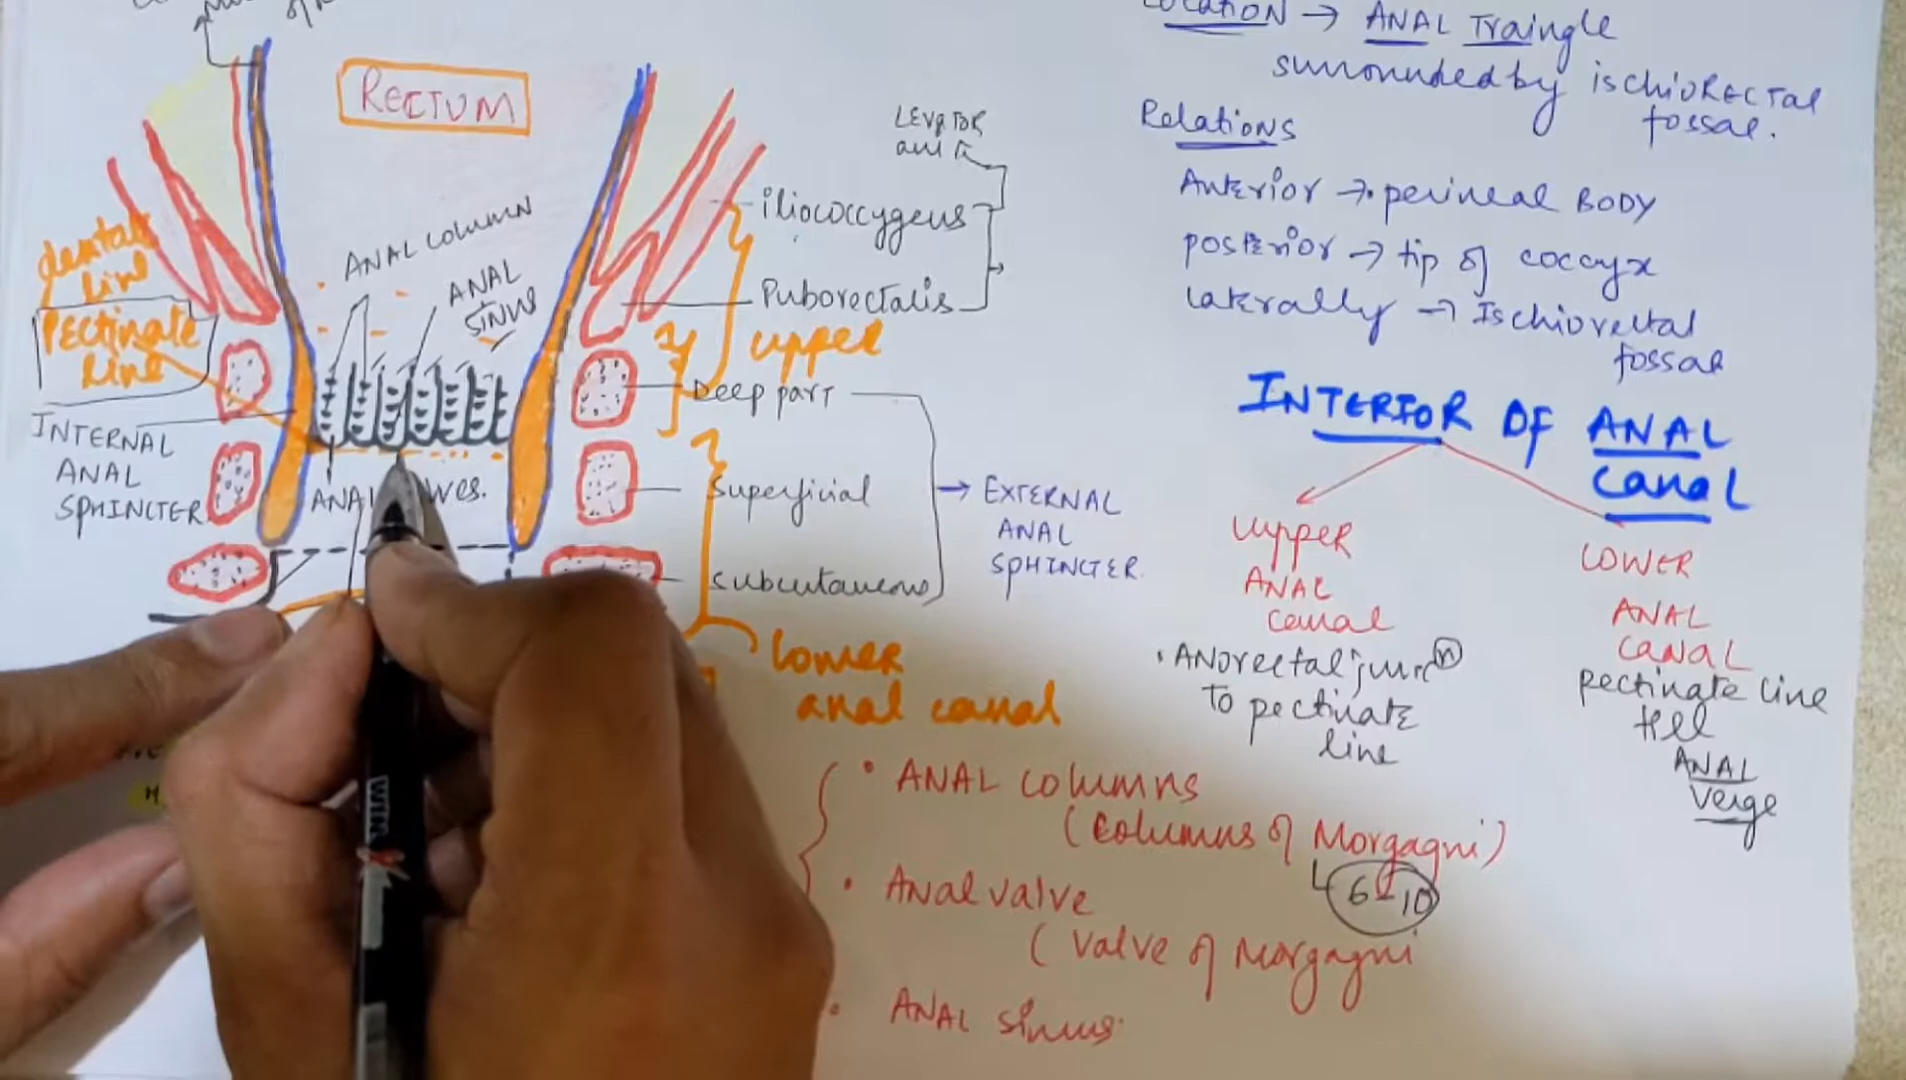 RECTUM
ANAL COLUMN
ANAL
SINUS
dental
line
Pectinate
line
INTERNAL
ANAL
SPHINCTER
ANAL
ves.
LEVATOR
ani
iliococcygeus
Puborectalis
upper
Deep part
Superficial
subcutaneous
EXTERNAL
ANAL
SPHINCTER
lower
anal canal
Location → ANAL Traingle
surrounded by ischioRECTal
fossae.
Relations
Anterior → perineal BODY
posterior → tip of coccyx
laterally → Ischiorectal
fossae
INTERIOR OF ANAL
canal
Upper
ANAL
canal
• ANorectal junc(n)
To pectinate
line
LOWER
ANAL
CANAL
pectinate line
till
ANAL
Verge
• ANAL columns
(columns of Morgagni)
6-10
• Anal valve
(valve of Morgagni
• ANAL sinus
WIN